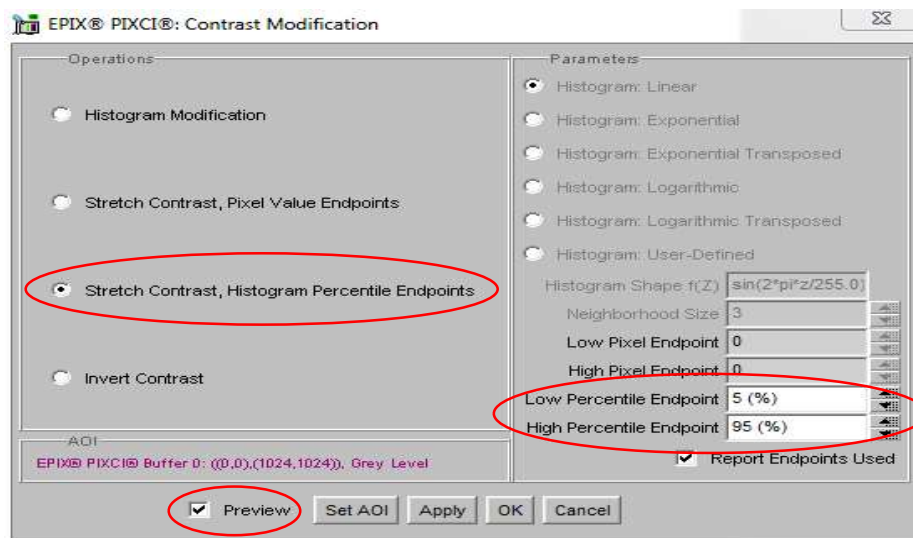 EPIX® PIXCI®: Contrast Modification
Operations
Histogram Modification
Stretch Contrast, Pixel Value Endpoints
Stretch Contrast, Histogram Percentile Endpoints
Invert Contrast
AOI
EPIX® PIXCI® Buffer 0: ((0,0),(1024,1024)), Grey Level
Parameters
Histogram: Linear
Histogram: Exponential
Histogram: Exponential Transposed
Histogram: Logarithmic
Histogram: Logarithmic Transposed
Histogram: User-Defined
Histogram Shape f(Z) sin(2*pi*z/255.0)
Neighborhood Size 3
Low Pixel Endpoint 0
High Pixel Endpoint 0
Low Percentile Endpoint 5 (%)
High Percentile Endpoint 95 (%)
Report Endpoints Used
Preview Set AOI Apply OK Cancel